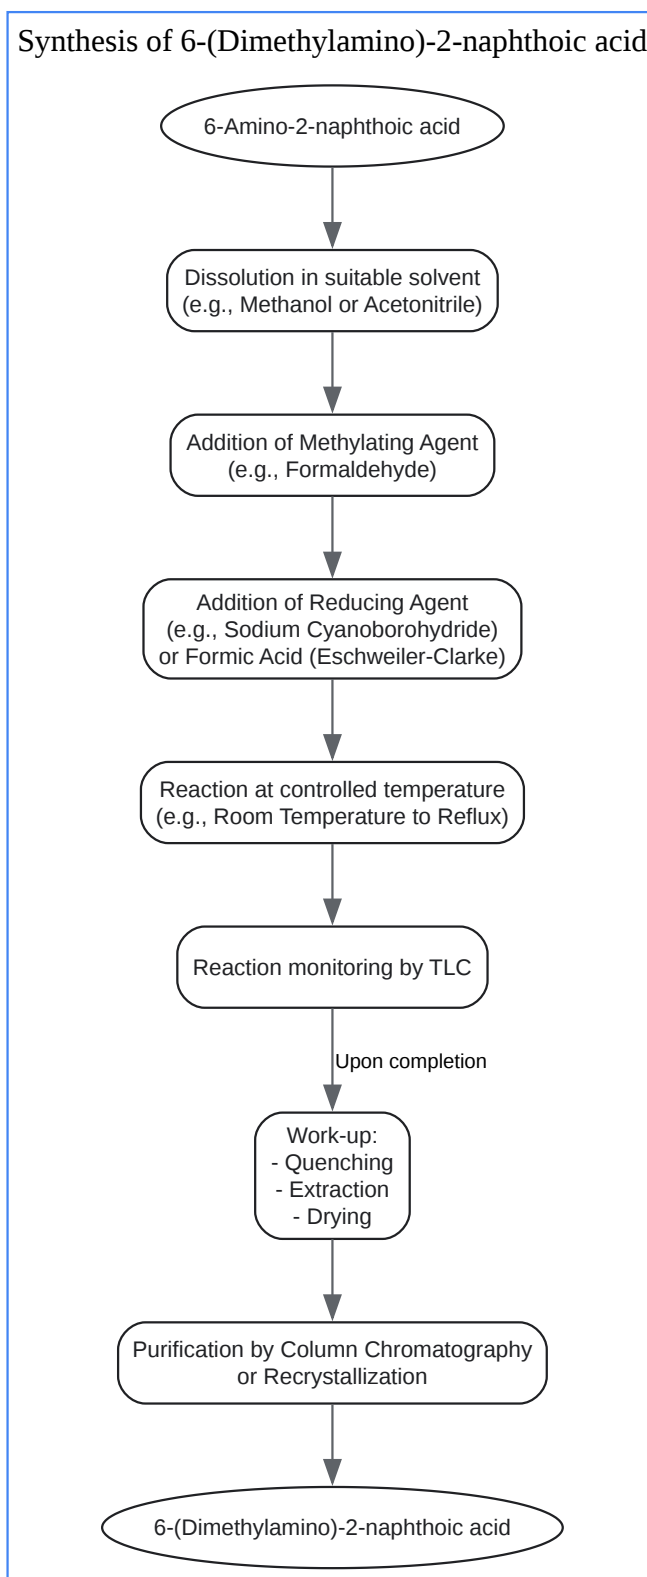 Synthesis of 6-(Dimethylamino)-2-naphthoic acid
6-Amino-2-naphthoic acid
Dissolution in suitable solvent
(e.g., Methanol or Acetonitrile)
Addition of Methylating Agent
(e.g., Formaldehyde)
Addition of Reducing Agent
(e.g., Sodium Cyanoborohydride)
or Formic Acid (Eschweiler-Clarke)
Reaction at controlled temperature
(e.g., Room Temperature to Reflux)
Reaction monitoring by TLC
Upon completion
Work-up:
- Quenching
- Extraction
- Drying
Purification by Column Chromatography
or Recrystallization
6-(Dimethylamino)-2-naphthoic acid